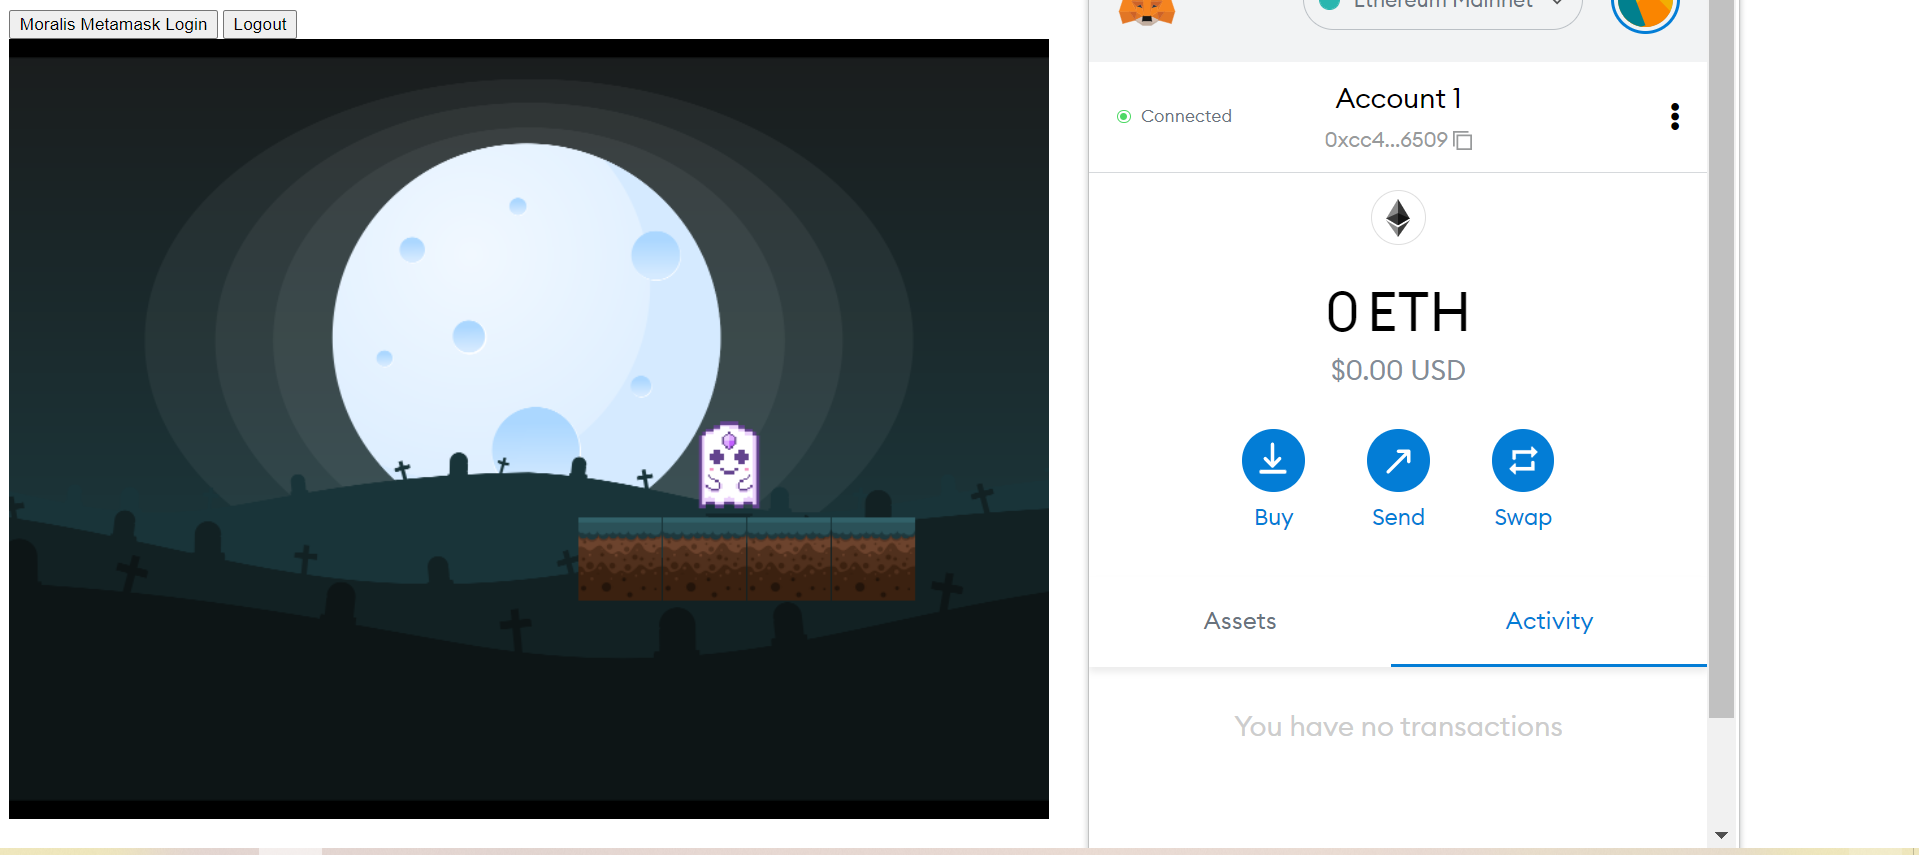 Moralis Metamask Login Logout
Ethereum Mainnet
Account 1
Connected
0xcc4...6509
0 ETH
$0.00 USD
Buy Send Swap
Assets Activity
You have no transactions